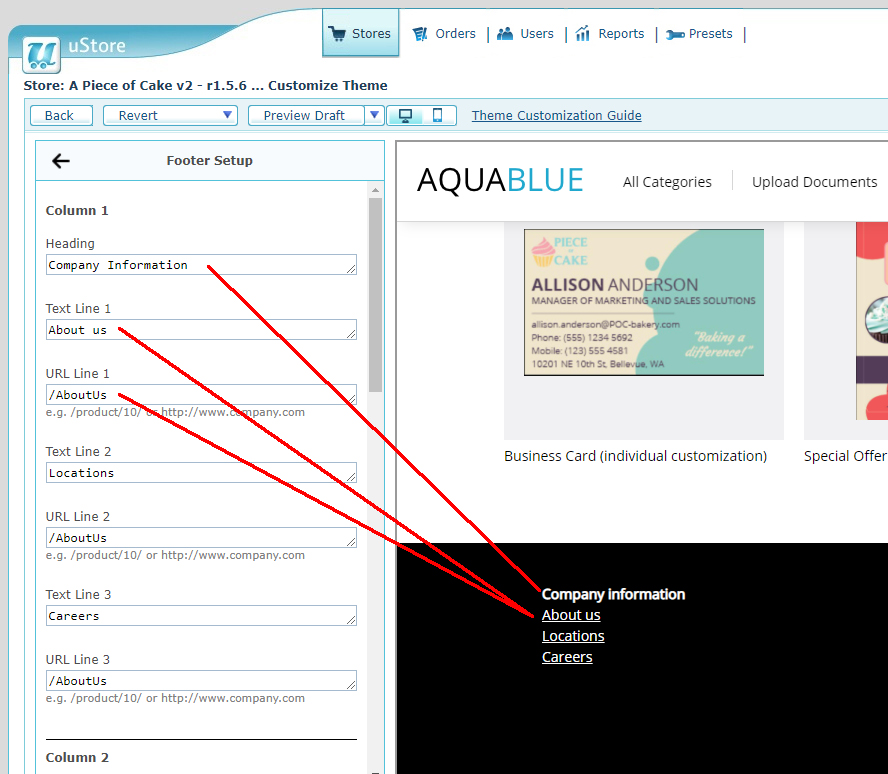 uStore
Stores
Orders
Users
Reports
Presets
Store: A Piece of Cake v2 - r1.5.6 ... Customize Theme
Back
Revert
Preview Draft
Theme Customization Guide
Footer Setup
Column 1
Heading
Company Information
Text Line 1
About us
URL Line 1
/AboutUs
e.g. /product/10/ or http://www.company.com
Text Line 2
Locations
URL Line 2
/AboutUs
e.g. /product/10/ or http://www.company.com
Text Line 3
Careers
URL Line 3
/AboutUs
e.g. /product/10/ or http://www.company.com
Column 2
AQUABLUE
All Categories
Upload Documents
PIECE
OF
CAKE
ALLISON ANDERSON
MANAGER OF MARKETING AND SALES SOLUTIONS
allison.anderson@POC-bakery.com
Phone: (555) 1234 5692
Mobile: (123) 555 4581
10201 NE 10th St, Bellevue, WA
"Baking a
difference!"
Business Card (individual customization)
Special Offer
Company information
About us
Locations
Careers